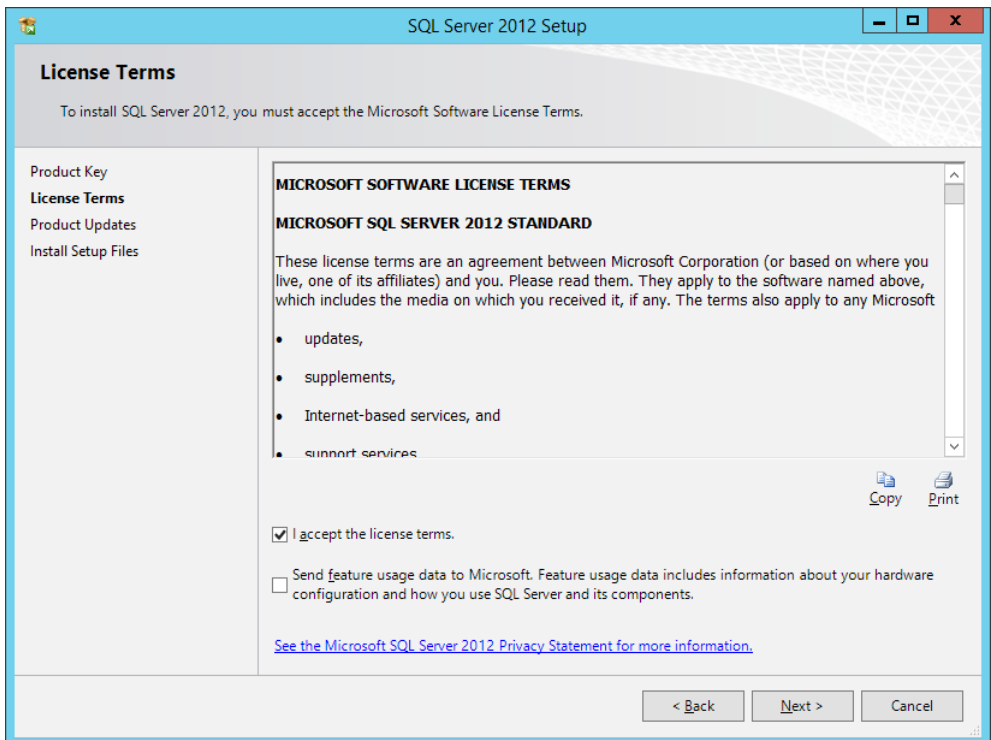 SQL Server 2012 Setup
License Terms
To install SQL Server 2012, you must accept the Microsoft Software License Terms.
Product Key
License Terms
Product Updates
Install Setup Files
MICROSOFT SOFTWARE LICENSE TERMS
MICROSOFT SQL SERVER 2012 STANDARD
These license terms are an agreement between Microsoft Corporation (or based on where you
live, one of its affiliates) and you. Please read them. They apply to the software named above,
which includes the media on which you received it, if any. The terms also apply to any Microsoft
• updates,
• supplements,
• Internet-based services, and
• support services
Copy
Print
I accept the license terms.
Send feature usage data to Microsoft. Feature usage data includes information about your hardware
configuration and how you use SQL Server and its components.
See the Microsoft SQL Server 2012 Privacy Statement for more information.
< Back
Next >
Cancel